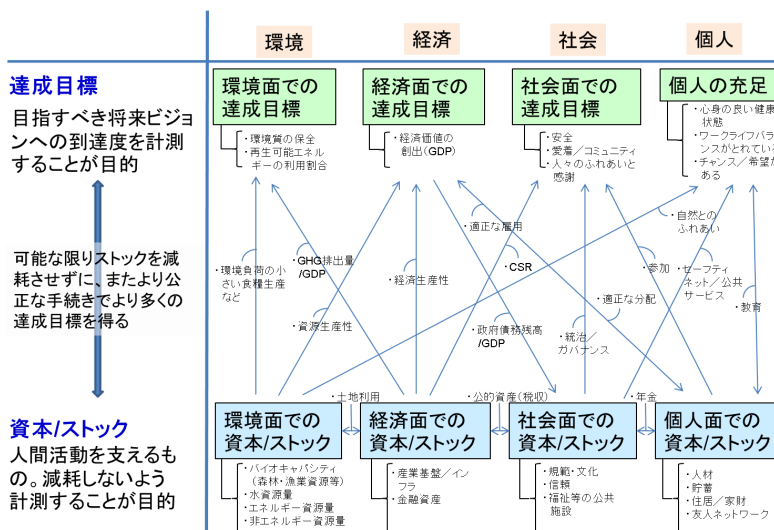 環境
経済
社会
個人
達成目標
目指すべき将来ビジョ
ンへの到達度を計測
することが目的
環境面での
達成目標
・環境質の保全
・再生可能エネル
ギーの利用割合
経済面での
達成目標
・経済価値の
創出(GDP)
社会面での
達成目標
・安全
・愛着/コミュニティ
・人々のふれあいと
感謝
個人の充足
・心身の良い健康
状態
・ワークライフバラ
ンスがとれている
・チャンス/希望が
ある
可能な限りストックを減
耗させずに、またより公
正な手続きでより多くの
達成目標を得る
・環境負荷の小
さい食糧生産
など
・GHG排出量
/GDP
・資源生産性
・経済生産性
・適正な雇用
・CSR
・政府債務残高
/GDP
・統治/
ガバナンス
・適正な分配
・参加
・自然との
ふれあい
・セーフティ
ネット/公共
サービス
・教育
・土地利用
・公的資産(税収)
・年金
資本/ストック
人間活動を支えるも
の。減耗しないよう
計測することが目的
環境面での
資本/ストック
・バイオキャパシティ
(森林・漁業資源等)
・水資源量
・エネルギー資源量
・非エネルギー資源量
経済面での
資本/ストック
・産業基盤/イン
フラ
・金融資産
社会面での
資本/ストック
・規範・文化
・信頼
・福祉等の公共
施設
個人面での
資本/ストック
・人材
・貯蓄
・住居/家財
・友人ネットワーク